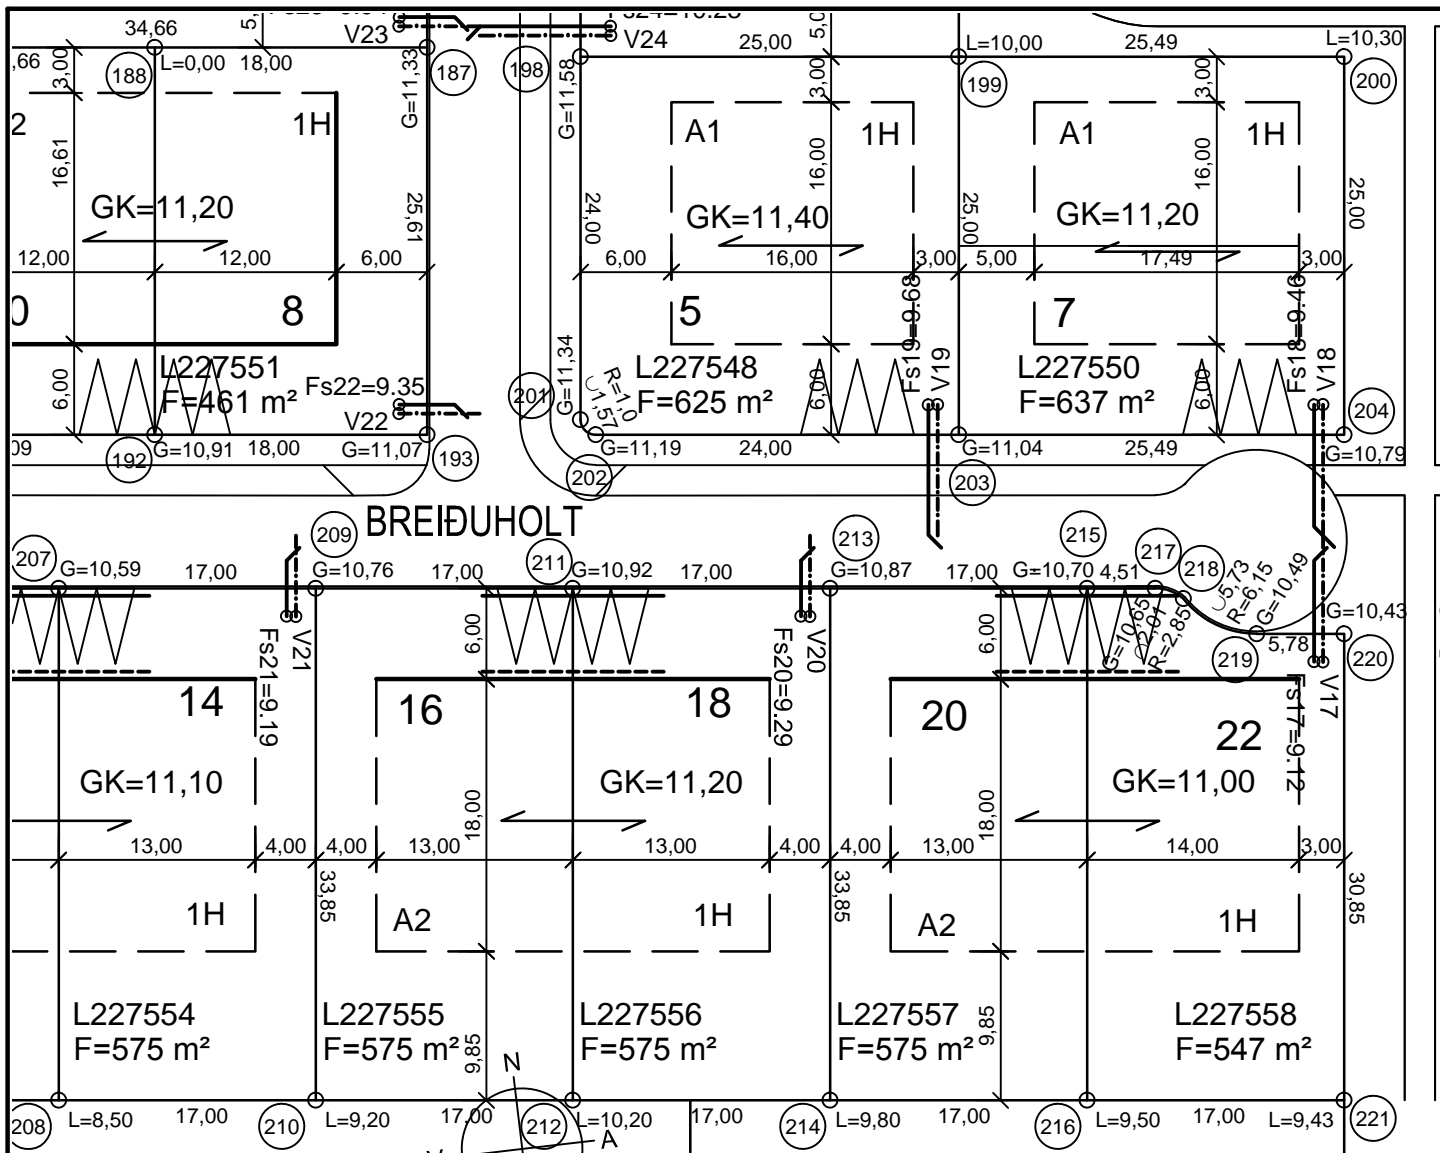 34,66
V23
V24
25,00
L=10,00
25,49
L=10,30
,66
3,00
188
L=0,00
18,00
G=11,33
187
198
G=11,58
3,00
199
3,00
200
2
1H
A1
1H
A1
1H
16,61
16,00
16,00
GK=11,20
25,61
24,00
GK=11,40
25,00
GK=11,20
25,00
12,00
12,00
6,00
6,00
16,00
3,00
5,00
17,49
3,00
0
8
5
7
Fs19=9.68
V19
Fs18=9.46
V18
L227551
F=461 m²
6,00
Fs22=9.35
V22
201
G=11,34
R=1,0
1,57
L227548
F=625 m²
6,00
L227550
F=637 m²
6,00
204
09
192
G=10,91
18,00
G=11,07
193
202
G=11,19
24,00
203
G=11,04
25,49
G=10,79
BREIÐUHOLT
207
G=10,59
17,00
209
G=10,76
17,00
211
G=10,92
17,00
213
G=10,87
17,00
215
G=10,70
4,51
217
218
5,73
R=6,15
G=10,49
G=10,43
G=10,65
2,01
R=2,85
219
5,78
220
6,00
6,00
Fs21=9.19
V21
Fs20=9.29
V20
Fs17=9.12
V17
14
16
18
20
22
GK=11,10
GK=11,20
GK=11,00
18,00
18,00
13,00
4,00
4,00
13,00
13,00
4,00
4,00
13,00
14,00
3,00
33,85
33,85
30,85
1H
A2
1H
A2
1H
L227554
F=575 m²
L227555
F=575 m²
L227556
F=575 m²
L227557
F=575 m²
L227558
F=547 m²
9,85
9,85
N
208
L=8,50
17,00
210
L=9,20
17,00
212
L=10,20
17,00
214
L=9,80
17,00
216
L=9,50
17,00
L=9,43
221
A